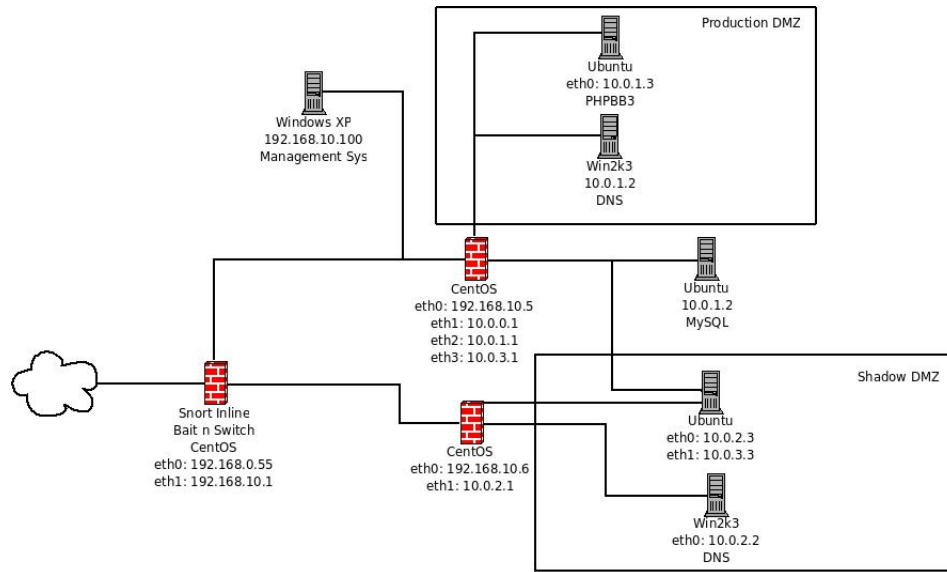 Production DMZ
Ubuntu
eth0: 10.0.1.3
PHPBB3
Windows XP
192.168.10.100
Management Sys
Win2k3
10.0.1.2
DNS
CentOS
eth0: 192.168.10.5
eth1: 10.0.0.1
eth2: 10.0.1.1
eth3: 10.0.3.1
Ubuntu
10.0.1.2
MySQL
Shadow DMZ
Snort Inline
Bait n Switch
CentOS
eth0: 192.168.0.55
eth1: 192.168.10.1
CentOS
eth0: 192.168.10.6
eth1: 10.0.2.1
Ubuntu
eth0: 10.0.2.3
eth1: 10.0.3.3
Win2k3
eth0: 10.0.2.2
DNS